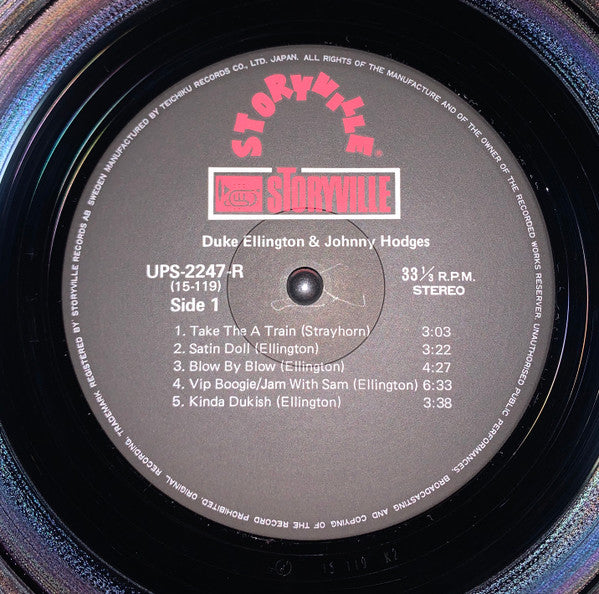 TRADEMARK REGISTERED BY STORYVILLE RECORDS AB SWEDEN MANUFACTURED BY TEICHIKU RECORDS CO., LTD. JAPAN. ALL RIGHTS OF THE MANUFACTURE AND OF THE OWNER OF THE RECORDED WORKS RESERVER. UNAUTHORISED PUBLIC PERFORMANCES. BROADCASTING AND COPYING OF THE RECORD PROHIBITED. ORIGINAL RECORDING.
STORYVILLE
STORYVILLE
Duke Ellington & Johnny Hodges
UPS-2247-R
(15-119)
Side 1
33⅓ R.P.M.
STEREO
1. Take The A Train (Strayhorn) 3:03
2. Satin Doll (Ellington) 3:22
3. Blow By Blow (Ellington) 4:27
4. Vip Boogie/Jam With Sam (Ellington) 6:33
5. Kinda Dukish (Ellington) 3:38
15 119